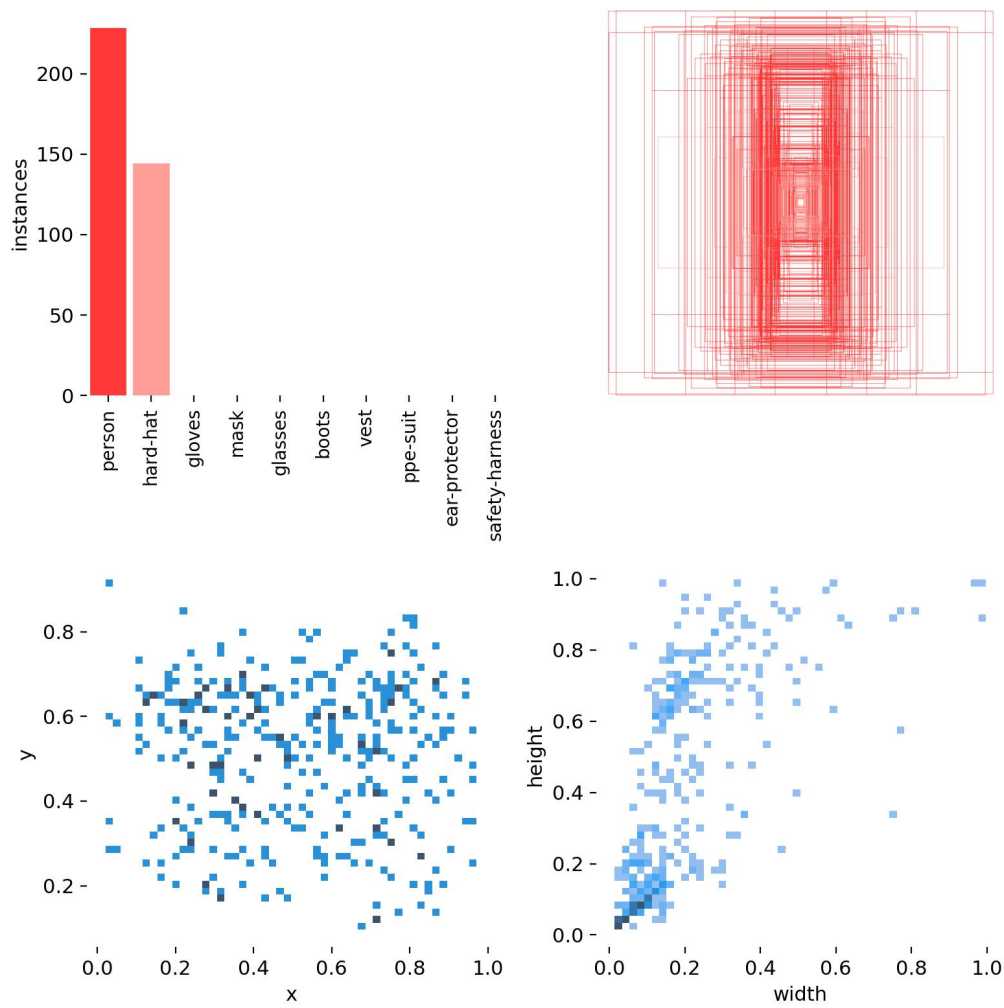 200
150
100
50
0
instances
person
hard-hat
gloves
mask
glasses
boots
vest
ppe-suit
ear-protector
safety-harness
0.8
0.6
0.4
0.2
y
0.0 0.2 0.4 0.6 0.8 1.0
x
1.0
0.8
0.6
0.4
0.2
0.0
height
0.0 0.2 0.4 0.6 0.8 1.0
width